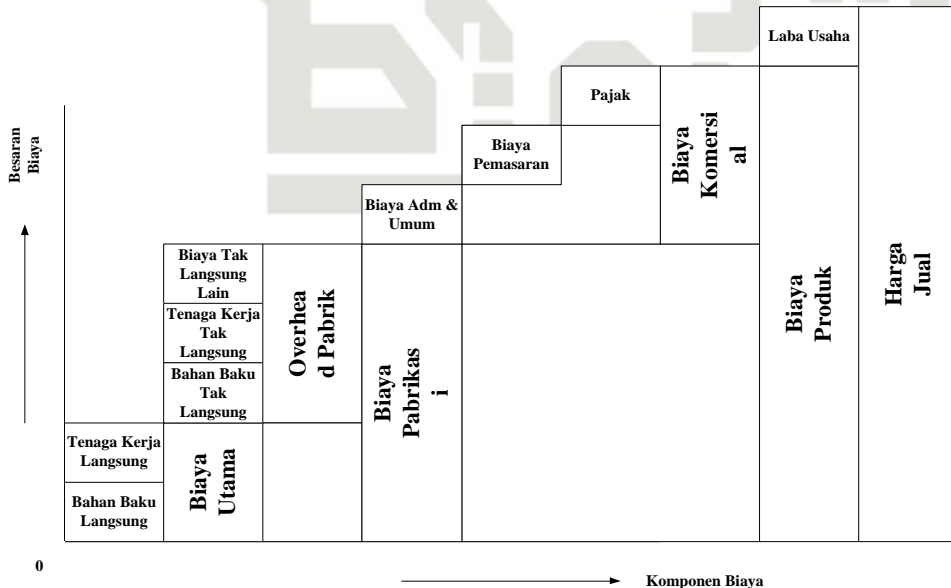 Laba Usaha
Pajak
Biaya
Pemasaran
Biaya
Komersi
al
Besaran
Biaya
Biaya Adm &
Umum
Biaya Tak
Langsung
Lain
Tenaga Kerja
Tak
Langsung
Bahan Baku
Tak
Langsung
Overhea
d Pabrik
Biaya
Pabrikas
i
Biaya
Produk
Harga
Jual
Tenaga Kerja
Langsung
Bahan Baku
Langsung
Biaya
Utama
0
Komponen Biaya